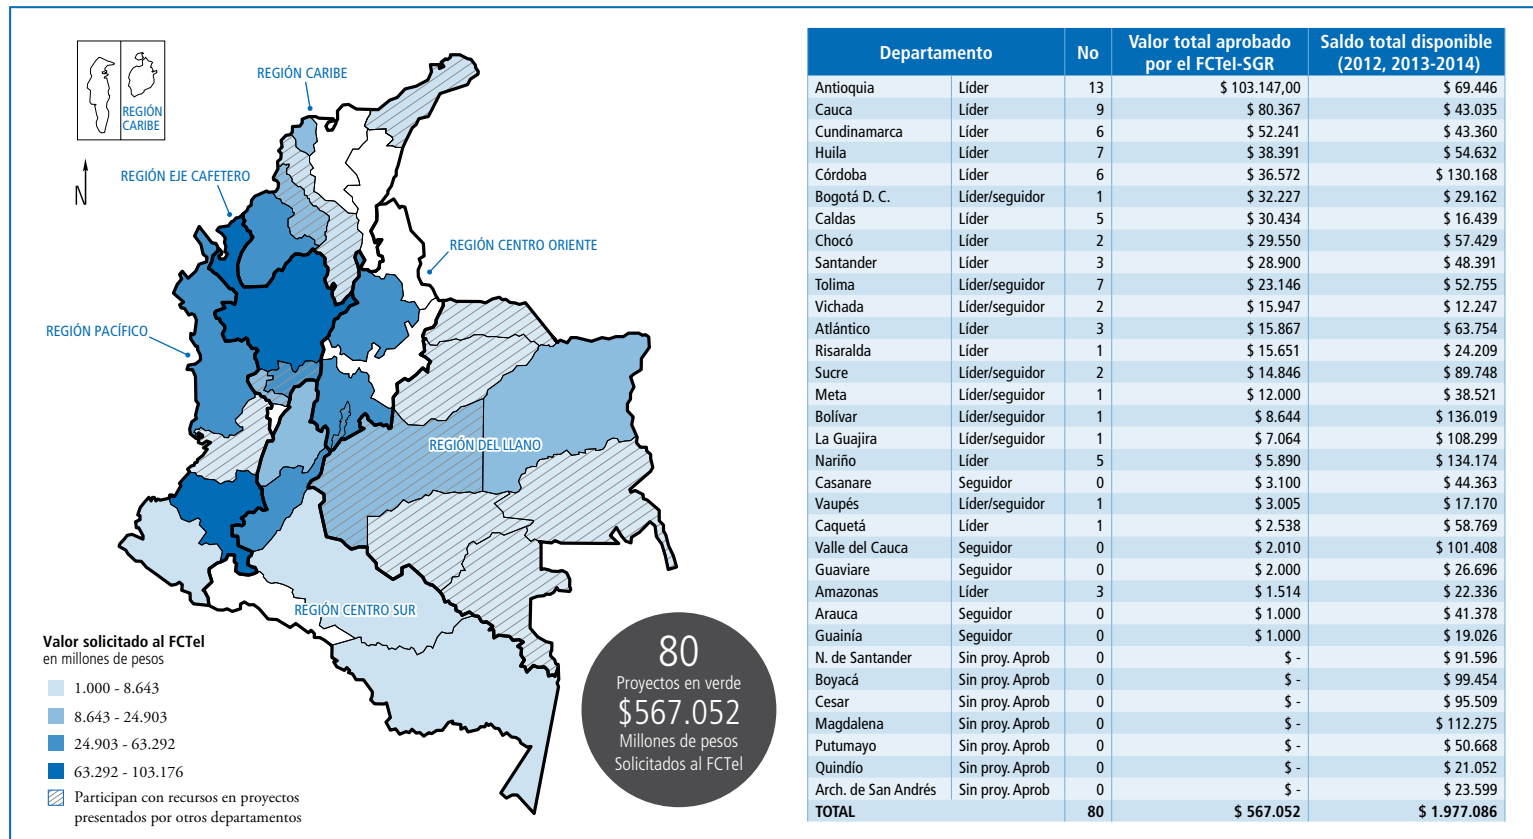 REGIÓN CARIBE
REGIÓN
CARIBE
N
REGIÓN EJE CAFETERO
REGIÓN CENTRO ORIENTE
REGIÓN PACÍFICO
REGIÓN DEL LLANO
REGIÓN CENTRO SUR
Valor solicitado al FCTel
en millones de pesos
1.000 - 8.643
8.643 - 24.903
24.903 - 63.292
63.292 - 103.176
Participan con recursos en proyectos
presentados por otros departamentos
80
Proyectos en verde
$567.052
Millones de pesos
Solicitados al FCTel
Departamento No Valor total aprobado por el FCTeI-SGR Saldo total disponible (2012, 2013-2014)
Antioquia Líder 13 $ 103.147,00 $ 69.446
Cauca Líder 9 $ 80.367 $ 43.035
Cundinamarca Líder 6 $ 52.241 $ 43.360
Huila Líder 7 $ 38.391 $ 54.632
Córdoba Líder 6 $ 36.572 $ 130.168
Bogotá D. C. Líder/seguidor 1 $ 32.227 $ 29.162
Caldas Líder 5 $ 30.434 $ 16.439
Chocó Líder 2 $ 29.550 $ 57.429
Santander Líder 3 $ 28.900 $ 48.391
Tolima Líder/seguidor 7 $ 23.146 $ 52.755
Vichada Líder/seguidor 2 $ 15.947 $ 12.247
Atlántico Líder 3 $ 15.867 $ 63.754
Risaralda Líder 1 $ 15.651 $ 24.209
Sucre Líder/seguidor 2 $ 14.846 $ 89.748
Meta Líder/seguidor 1 $ 12.000 $ 38.521
Bolívar Líder/seguidor 1 $ 8.644 $ 136.019
La Guajira Líder/seguidor 1 $ 7.064 $ 108.299
Nariño Líder 5 $ 5.890 $ 134.174
Casanare Seguidor 0 $ 3.100 $ 44.363
Vaupés Líder/seguidor 1 $ 3.005 $ 17.170
Caquetá Líder 1 $ 2.538 $ 58.769
Valle del Cauca Seguidor 0 $ 2.010 $ 101.408
Guaviare Seguidor 0 $ 2.000 $ 26.696
Amazonas Líder 3 $ 1.514 $ 22.336
Arauca Seguidor 0 $ 1.000 $ 41.378
Guainía Seguidor 0 $ 1.000 $ 19.026
N. de Santander Sin proy. Aprob 0 $ - $ 91.596
Boyacá Sin proy. Aprob 0 $ - $ 99.454
Cesar Sin proy. Aprob 0 $ - $ 95.509
Magdalena Sin proy. Aprob 0 $ - $ 112.275
Putumayo Sin proy. Aprob 0 $ - $ 50.668
Quindío Sin proy. Aprob 0 $ - $ 21.052
Arch. de San Andrés Sin proy. Aprob 0 $ - $ 23.599
TOTAL 80 $ 567.052 $ 1.977.086